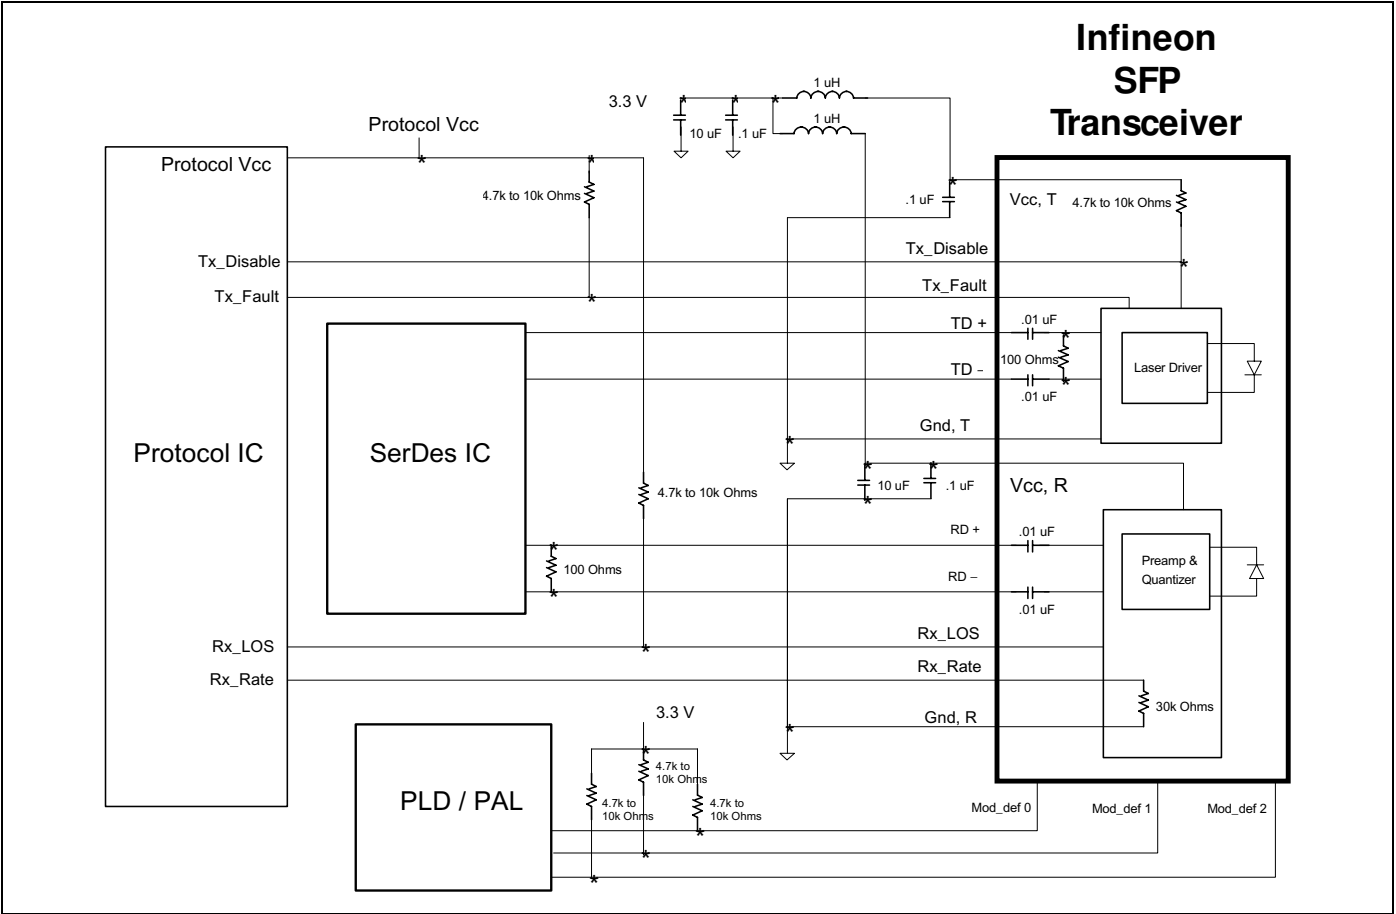 Infineon
SFP
Transceiver
1 uH
3.3 V
1 uH
10 uF
.1 uF
Protocol Vcc
Protocol Vcc
4.7k to 10k Ohms
.1 uF
Vcc, T
4.7k to 10k Ohms
Tx_Disable
Tx_Disable
Tx_Fault
Tx_Fault
TD +
.01 uF
100 Ohms
TD –
.01 uF
Laser Driver
Gnd, T
Protocol IC
SerDes IC
4.7k to 10k Ohms
10 uF
.1 uF
Vcc, R
RD +
.01 uF
100 Ohms
RD –
.01 uF
Preamp &
Quantizer
Rx_LOS
Rx_LOS
Rx_Rate
Rx_Rate
30k Ohms
Gnd, R
3.3 V
PLD / PAL
4.7k to
10k Ohms
4.7k to
10k Ohms
4.7k to
10k Ohms
Mod_def 0
Mod_def 1
Mod_def 2